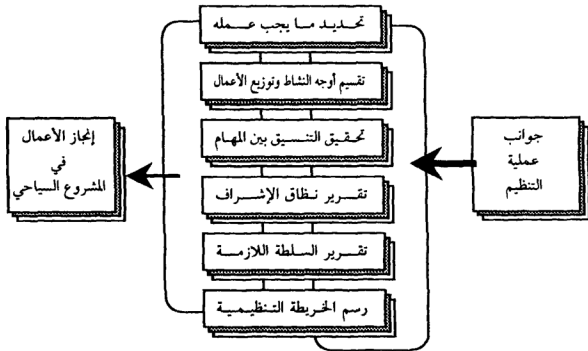 تحديد ما يجب عمله
تقسيم أوجه النشاط وتوزيع الأعمال
تحقيق التنسيق بين المهام
تقرير نظاق الإشراف
تقرير السلطة اللازمة
رسم الخريطة التنظيمية
جوانب
عملية
التنظيم
إنجاز الأعمال
في
المشروع السياحي